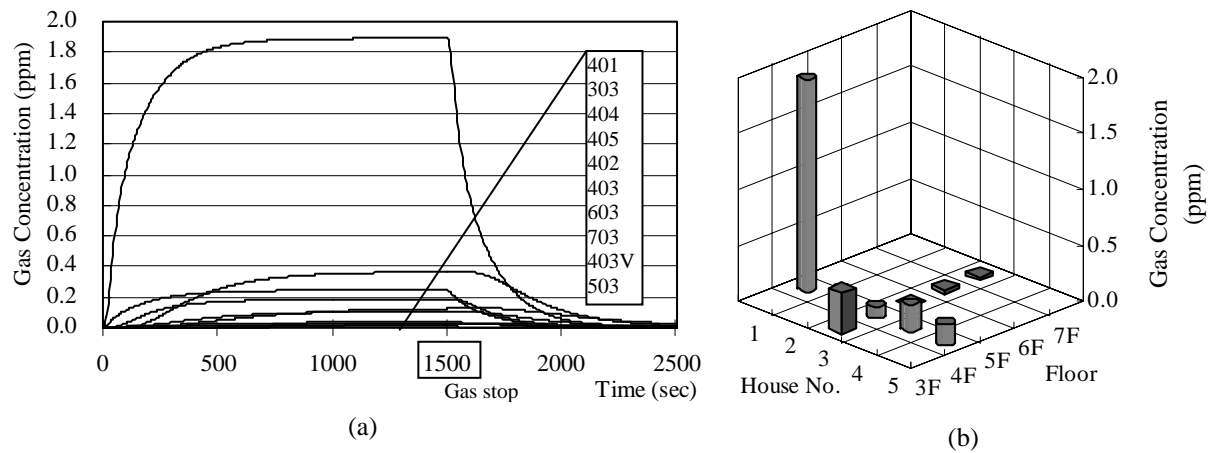 Gas Concentration (ppm)
2.0
1.8
1.6
1.4
1.2
1.0
0.8
0.6
0.4
0.2
0.0
0
500
1000
1500
2000
2500
Gas stop
Time (sec)
401
303
404
405
402
403
603
703
403V
503
(a)
2.0
1.5
1.0
0.5
0.0
Gas Concentration
(ppm)
1
2
3
4
5
House No.
3F
4F
5F
6F
7F
Floor
(b)